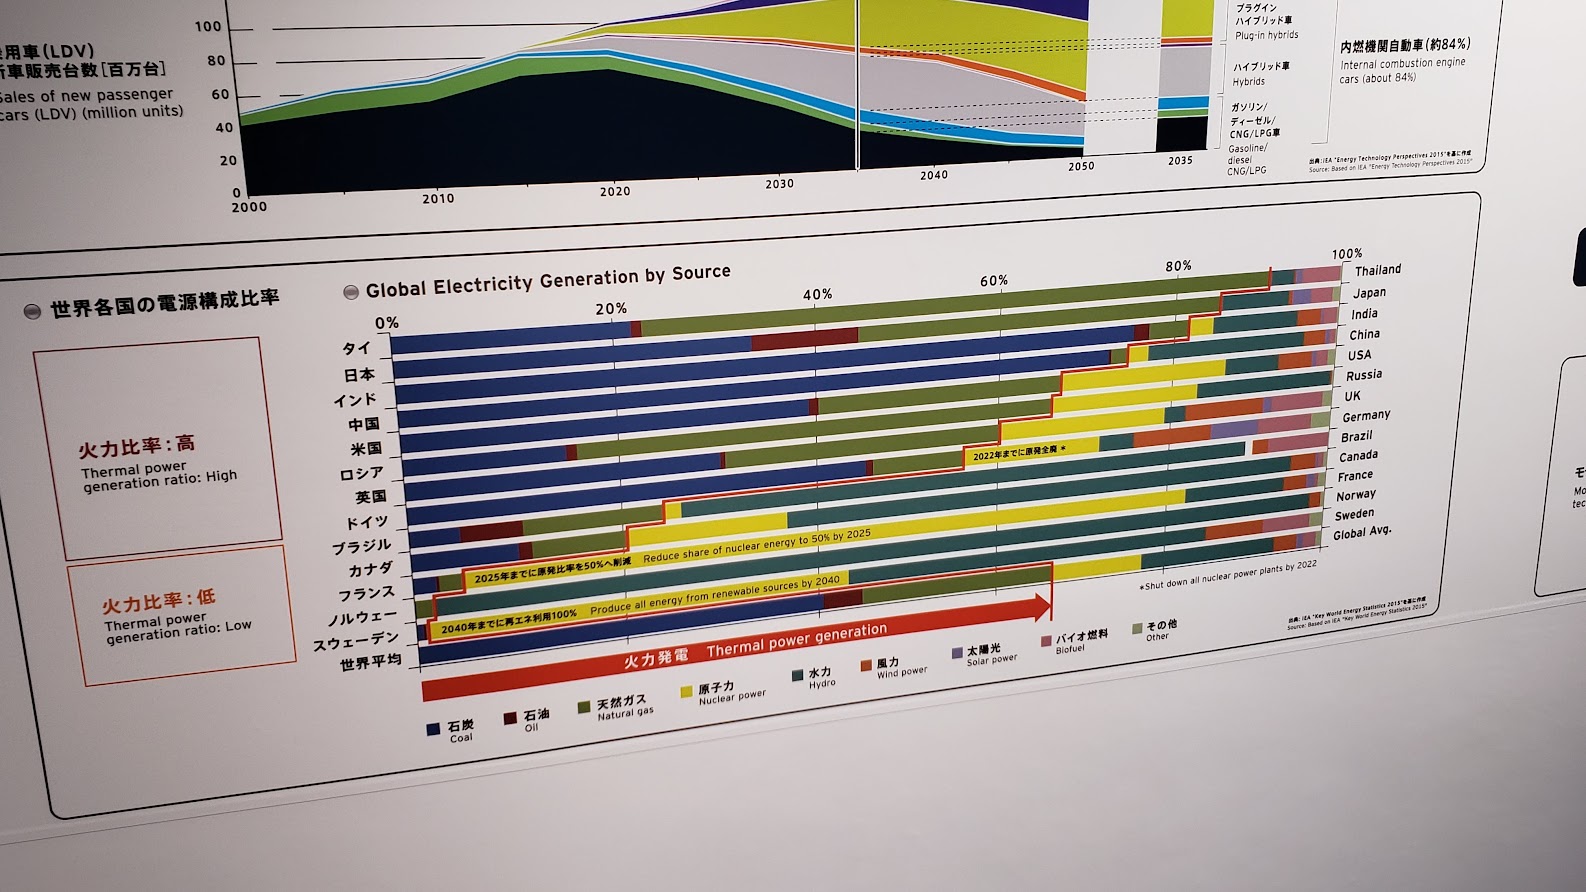 100
80
60
40
20
0
用車(LDV)
車販売台数[百万台]
Sales of new passenger
cars (LDV) (million units)
2000
2010
2020
2030
2040
2050
2035
プラグイン
ハイブリッド車
Plug-in hybrids
ハイブリッド車
Hybrids
ガソリン/
ディーゼル/
CNG/LPG車
Gasoline/
diesel
CNG/LPG
内燃機関自動車(約84%)
Internal combustion engine
cars (about 84%)
出典:IEA "Energy Technology Perspectives 2015"を基に作成
Source: Based on IEA "Energy Technology Perspectives 2015"
世界各国の電源構成比率
Global Electricity Generation by Source
0%
20%
40%
60%
80%
100%
火力比率:高
Thermal power
generation ratio: High
火力比率:低
Thermal power
generation ratio: Low
タイ
日本
インド
中国
米国
ロシア
英国
ドイツ
ブラジル
カナダ
フランス
ノルウェー
スウェーデン
世界平均
Thailand
Japan
India
China
USA
Russia
UK
Germany
Brazil
Canada
France
Norway
Sweden
Global Avg.
2022年までに原発全廃 *
2025年までに原発比率を50%へ削減 Reduce share of nuclear energy to 50% by 2025
2040年までに再エネ利用100% Produce all energy from renewable sources by 2040
火力発電 Thermal power generation
*Shut down all nuclear power plants by 2022
出典:IEA "Key World Energy Statistics 2015"を基に作成
Source: Based on IEA "Key World Energy Statistics 2015"
石炭
Coal
石油
Oil
天然ガス
Natural gas
原子力
Nuclear power
水力
Hydro
風力
Wind power
太陽光
Solar power
バイオ燃料
Biofuel
その他
Other
モ
Mo
tec